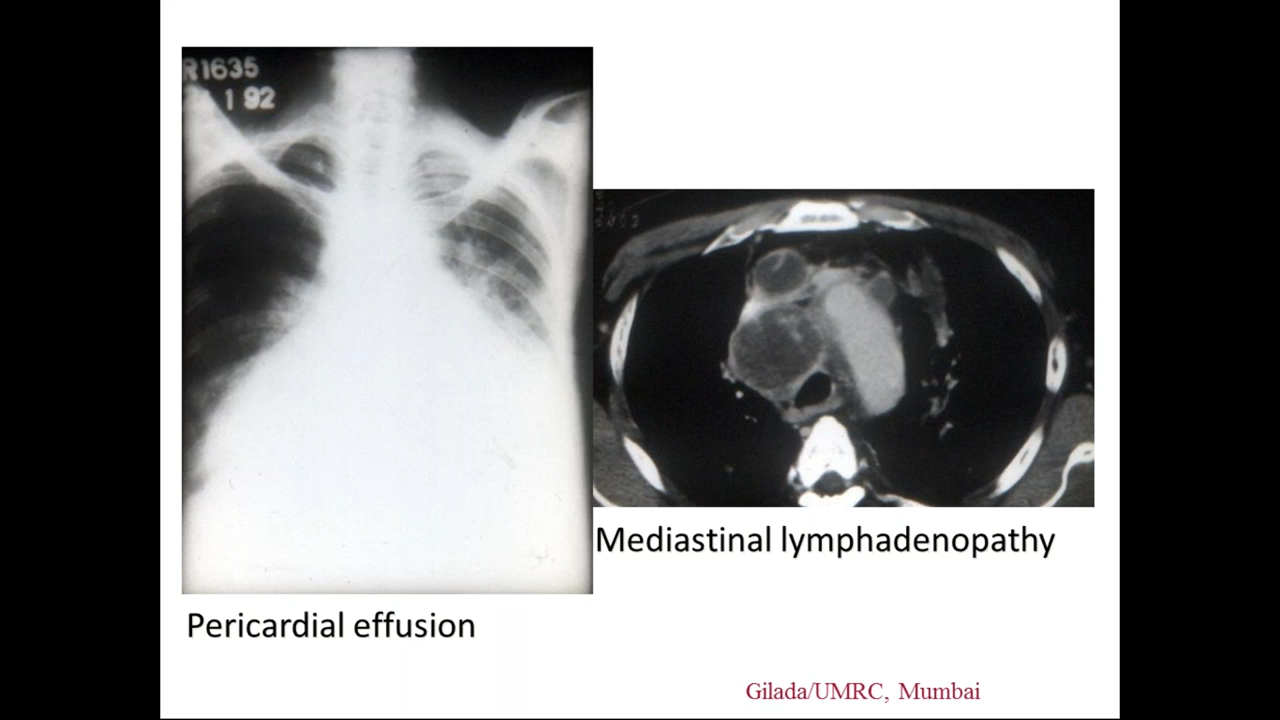 R1635
1 92
Mediastinal lymphadenopathy
Pericardial effusion
Gilada/UMRC, Mumbai